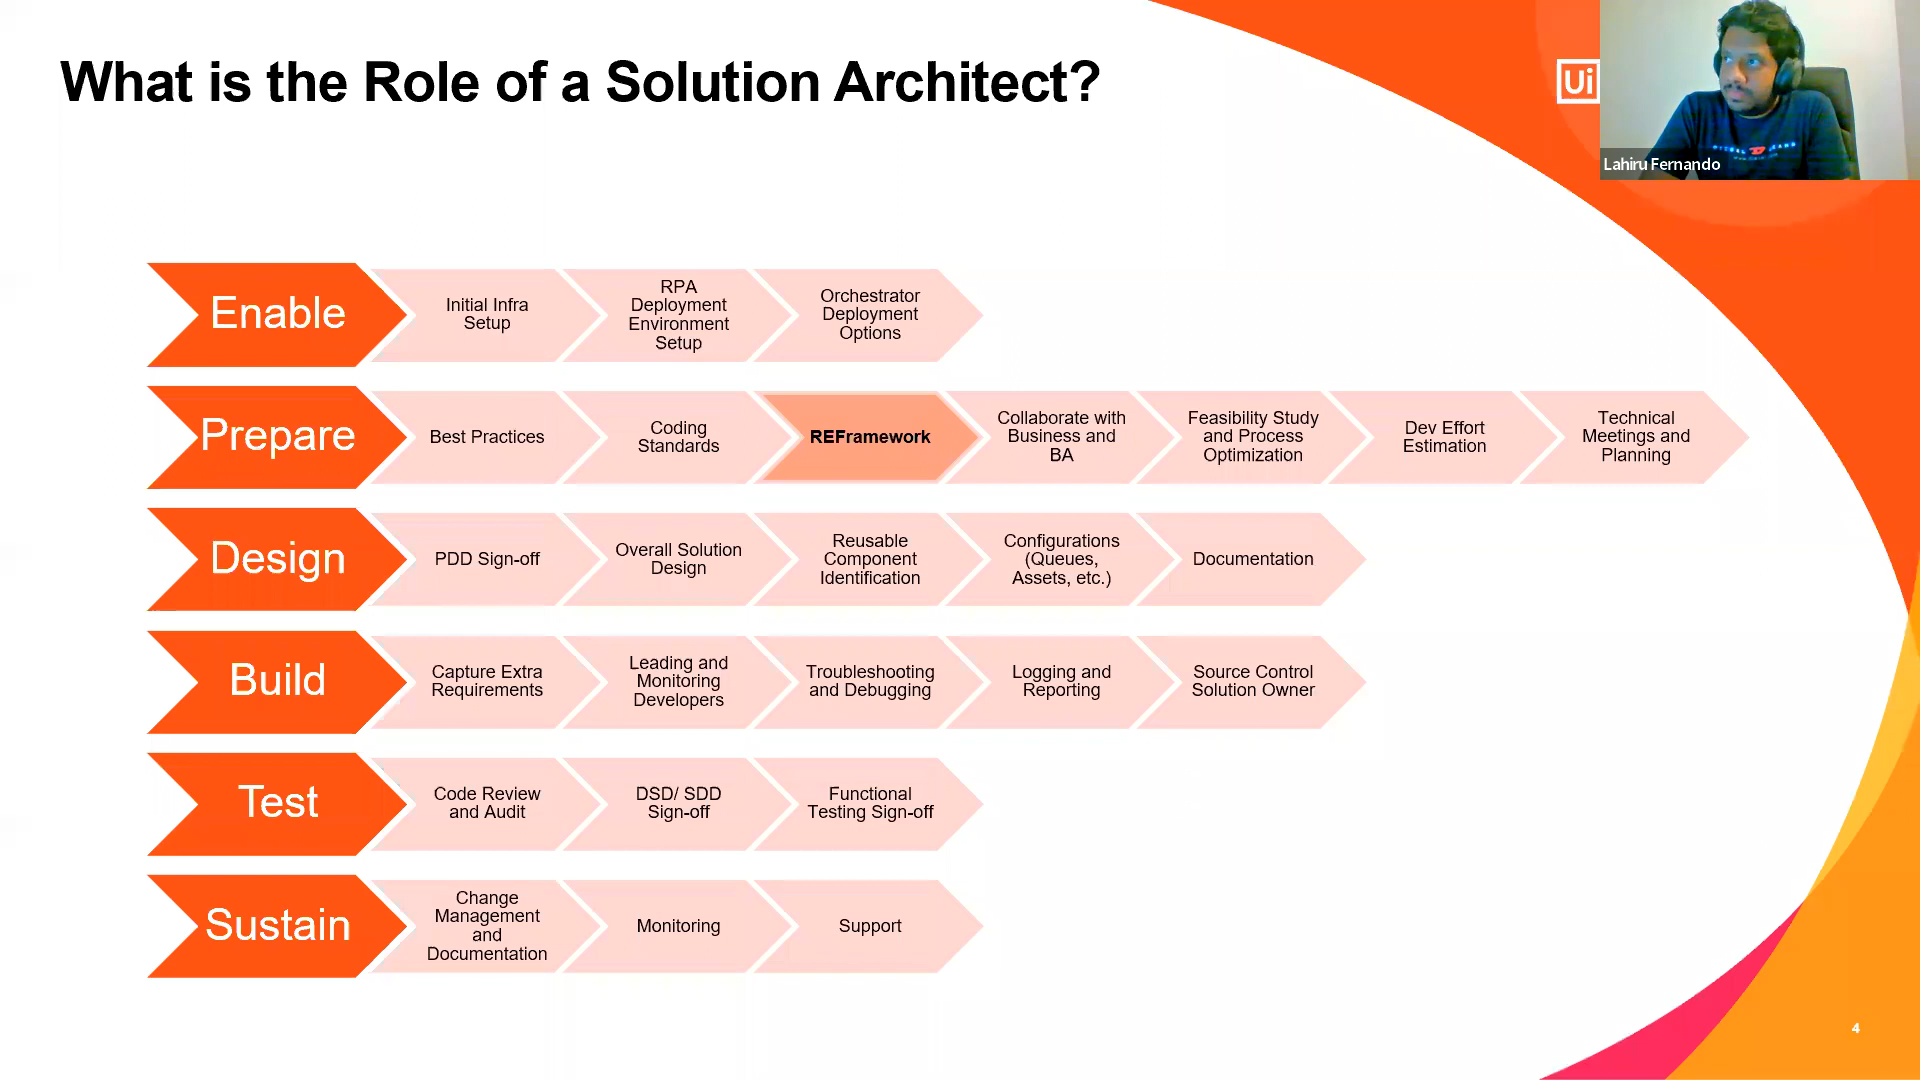 What is the Role of a Solution Architect?
Ui
Lahiru Fernando
Enable
Initial Infra
Setup
RPA
Deployment
Environment
Setup
Orchestrator
Deployment
Options
Prepare
Best Practices
Coding
Standards
REFramework
Collaborate with
Business and
BA
Feasibility Study
and Process
Optimization
Dev Effort
Estimation
Technical
Meetings and
Planning
Design
PDD Sign-off
Overall Solution
Design
Reusable
Component
Identification
Configurations
(Queues,
Assets, etc.)
Documentation
Build
Capture Extra
Requirements
Leading and
Monitoring
Developers
Troubleshooting
and Debugging
Logging and
Reporting
Source Control
Solution Owner
Test
Code Review
and Audit
DSD/ SDD
Sign-off
Functional
Testing Sign-off
Sustain
Change
Management
and
Documentation
Monitoring
Support
4